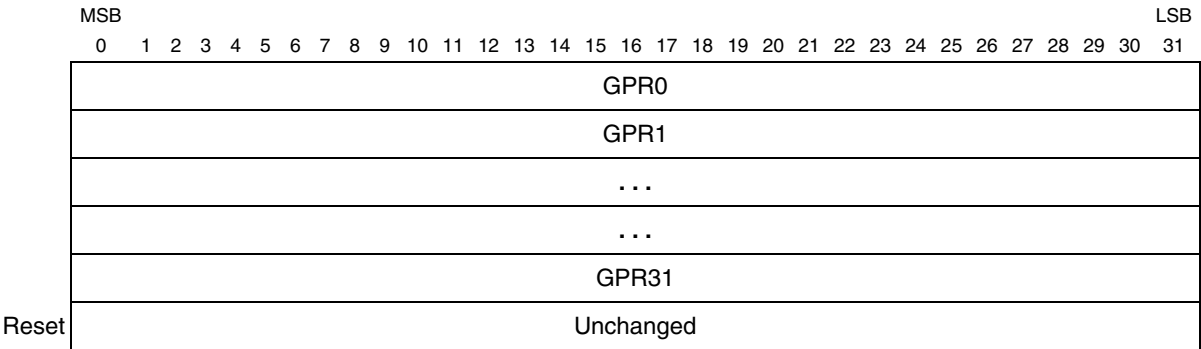 MSB LSB
0 1 2 3 4 5 6 7 8 9 10 11 12 13 14 15 16 17 18 19 20 21 22 23 24 25 26 27 28 29 30 31
GPR0
GPR1
. . .
. . .
GPR31
Reset Unchanged